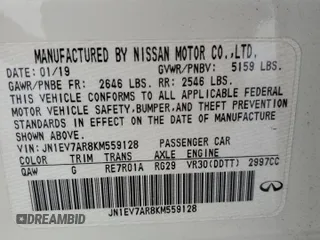 MANUFACTURED BY NISSAN MOTOR CO.,LTD.
DATE: 01/19 GVWR/PNBV: 5159 LBS.
GAWR/PNBE FR: 2646 LBS. RR: 2546 LBS.
THIS VEHICLE CONFORMS TO ALL APPLICABLE FEDERAL
MOTOR VEHICLE SAFETY,BUMPER,AND THEFT PREVENTION
STANDARDS IN EFFECT ON THE DATE OF MANUFACTURE
SHOWN ABOVE.
VIN: JN1EV7AR8KM559128 PASSENGER CAR
COLOR TRIM TRANS AXLE ENGINE
QAW G RE7R01A RG29 VR30(DDTT) 2997CC
JN1EV7AR8KM559128
INFINITI
DREAMBID